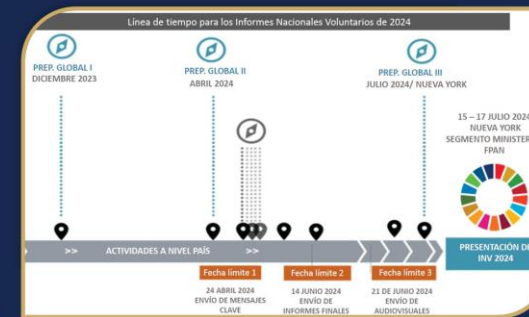 Línea de tiempo para los Informes Nacionales Voluntarios de 2024
PREP. GLOBAL I
DICIEMBRE 2023
PREP. GLOBAL II
ABRIL 2024
PREP. GLOBAL III
JULIO 2024/ NUEVA YORK
15 – 17 JULIO 2024
NUEVA YORK
SEGMENTO MINISTER
FPAN
>> ACTIVIDADES A NIVEL PAÍS >>
Fecha límite 1
Fecha límite 2
Fecha límite 3
PRESENTACIÓN DE
INV 2024
24 ABRIL 2024
ENVÍO DE MENSAJES
CLAVE
14 JUNIO 2024
ENVÍO DE
INFORMES FINALES
21 DE JUNIO 2024
ENVÍO DE
AUDIOVISUALES